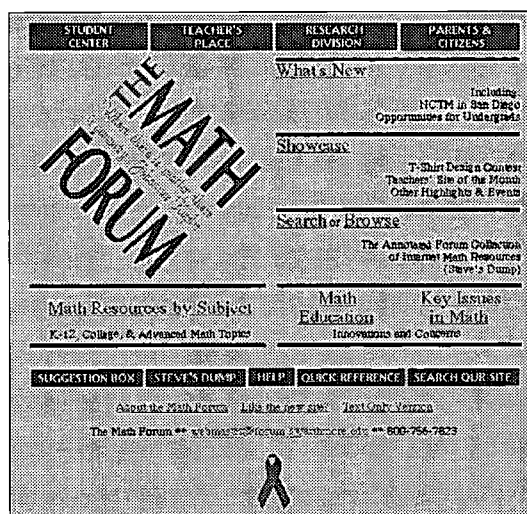 STUDENT CENTER
TEACHER'S PLACE
RESEARCH DIVISION
PARENTS & CITIZENS
THE
MATH
FORUM
What's New
Including:
NCTM in San Diego
Opportunities for Undergrads
Showcase
T-Shirt Design Contest
Teachers' Site of the Month
Other Highlights & Events
Search or Browse
The Annotated Forum Collection
of Internet Math Resources
(Steve's Dump)
Math Resources by Subject
K-12, College, & Advanced Math Topics
Math Education
Key Issues in Math
Innovations and Concerns
SUGGESTION BOX STEVE'S DUMP HELP QUICK REFERENCE SEARCH OUR SITE
About the Math Forum Like the new site? Text Only Version
The Math Forum ** webmaster@forum.swarthmore.edu ** 800-756-7823